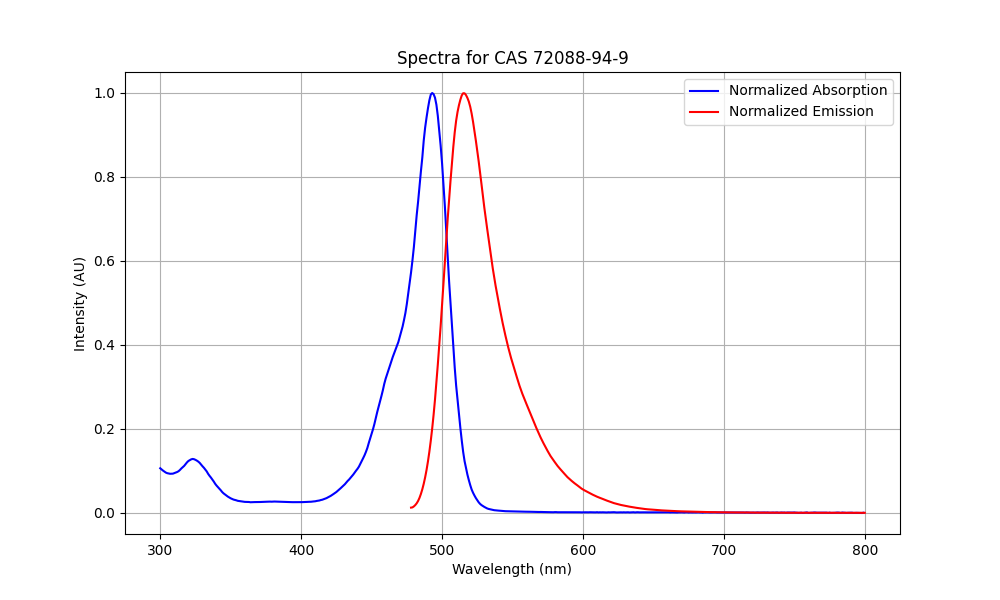 Spectra for CAS 72088-94-9
Normalized Absorption
Normalized Emission
1.0
0.8
0.6
0.4
0.2
0.0
Intensity (AU)
300 400 500 600 700 800
Wavelength (nm)